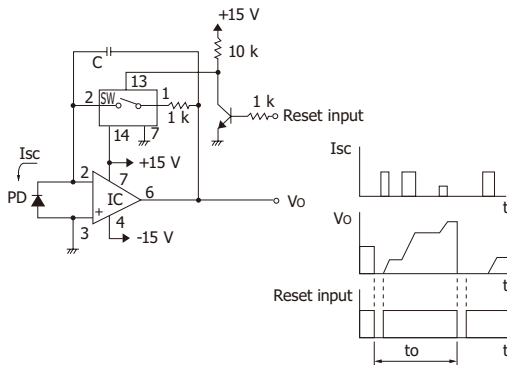 +15 V
10 k
C
13
2
SW
1
1 k
1 k
Reset input
14
7
+15 V
Isc
2
7
PD
IC
6
Vo
+
3
4
-15 V
Isc
t
Vo
t
Reset input
t
to